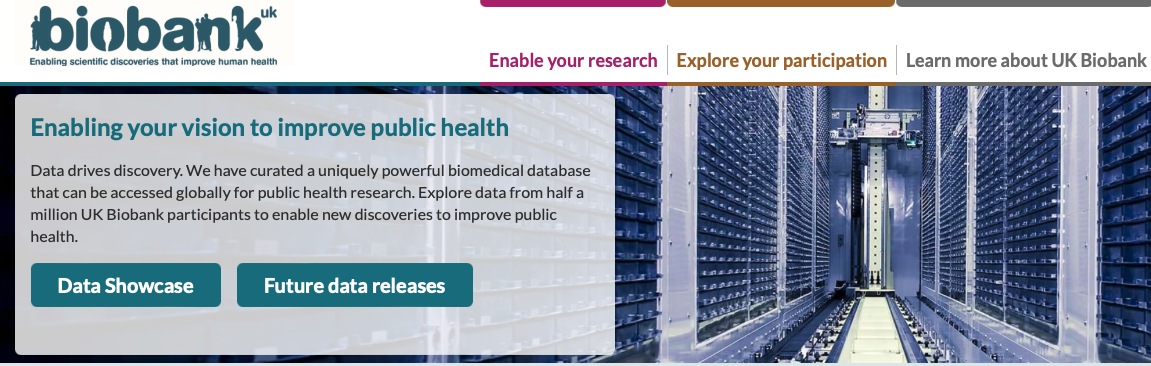 biobank uk
Enabling scientific discoveries that improve human health
Enable your research
Explore your participation
Learn more about UK Biobank
Enabling your vision to improve public health
Data drives discovery. We have curated a uniquely powerful biomedical database
that can be accessed globally for public health research. Explore data from half a
million UK Biobank participants to enable new discoveries to improve public
health.
Data Showcase
Future data releases